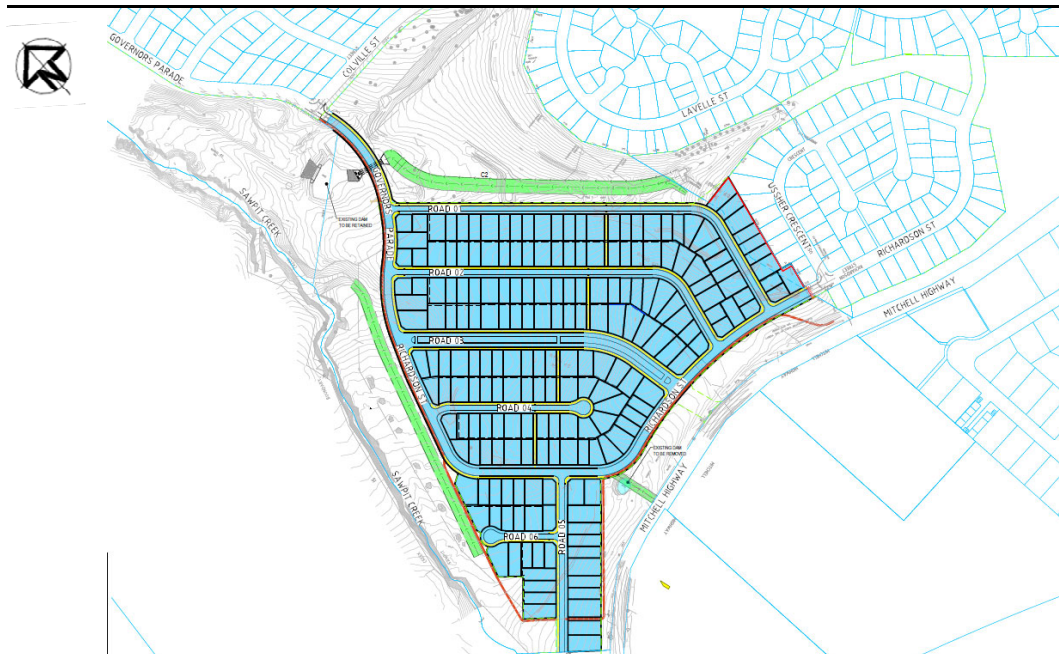 GOVERNORS PARADE
COLVILLE ST
LAVELLE ST
USSHER CRESCENT
RICHARDSON ST
MITCHELL HIGHWAY
SAWPIT CREEK
EXISTING DAM
TO BE RETAINED
GOVERNORS PARADE
C2
ROAD 01
ROAD 02
ROAD 03
RICHARDSON ST
ROAD 04
RICHARDSON ST
EXISTING DAM
TO BE REMOVED
MITCHELL HIGHWAY
SAWPIT CREEK
ROAD 05
ROAD 06